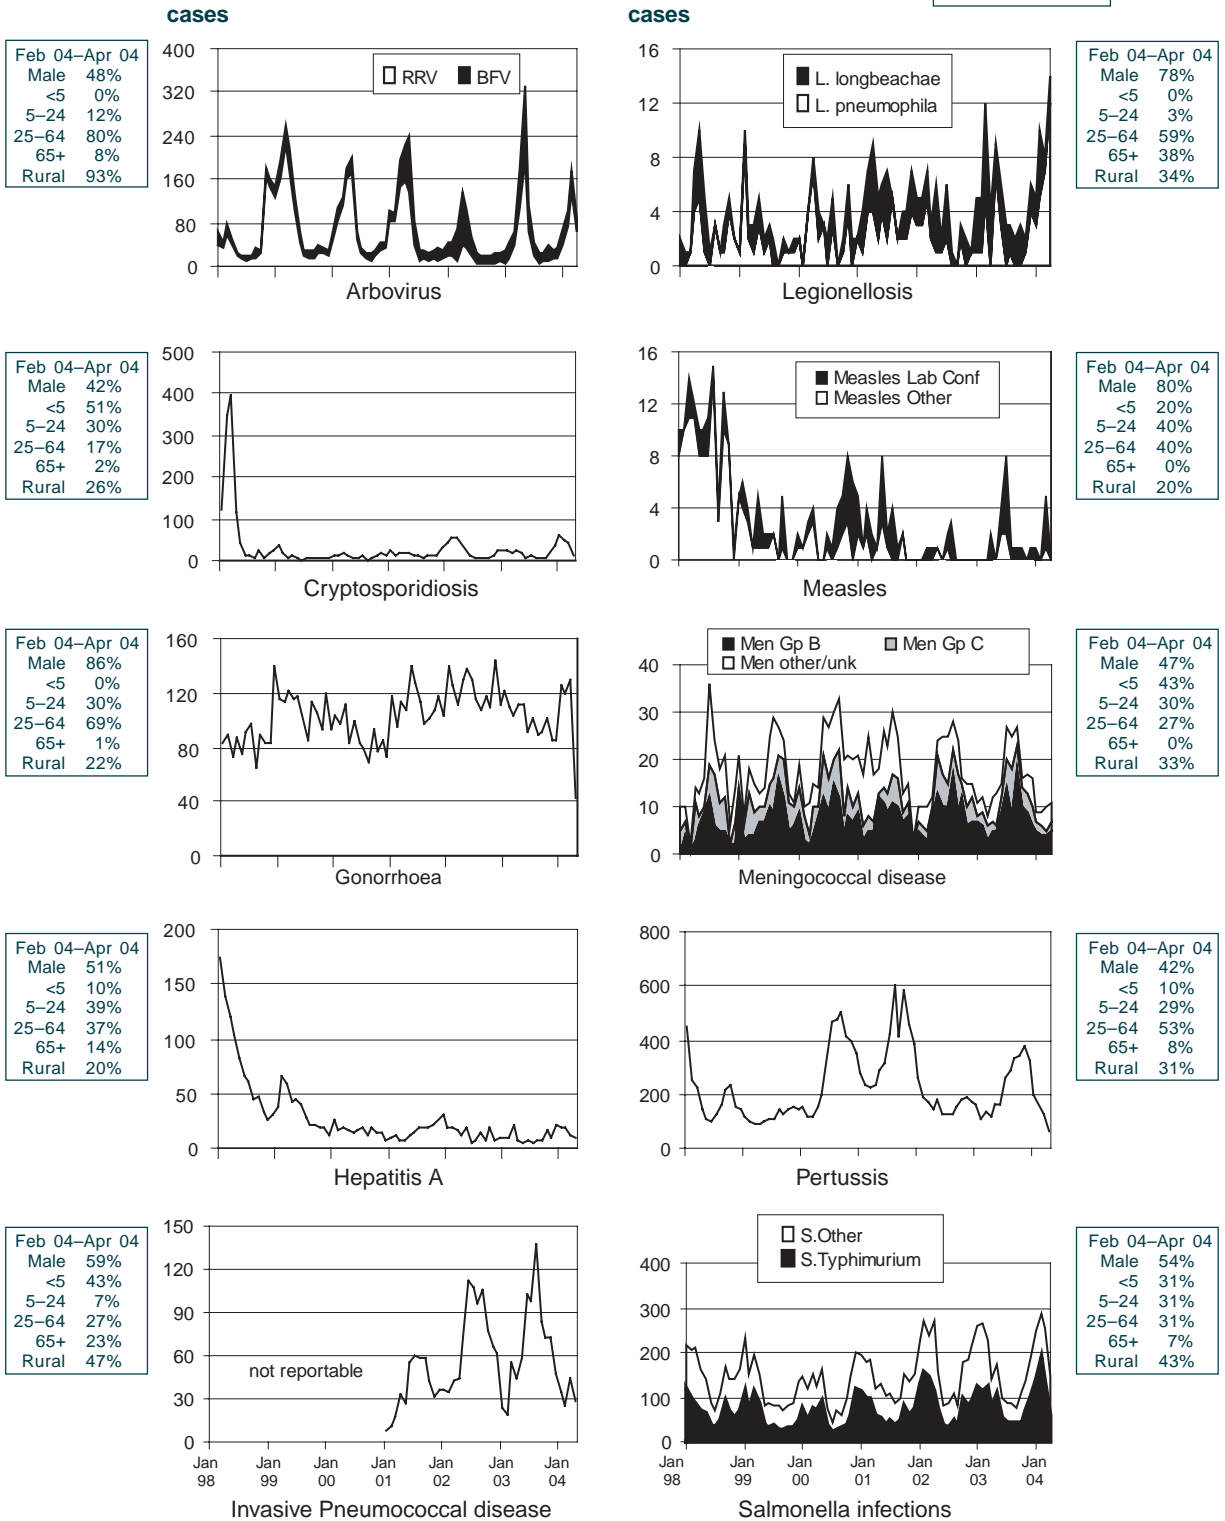 cases
Feb 04–Apr 04
Male 48%
<5 0%
5–24 12%
25–64 80%
65+ 8%
Rural 93%
400
320
240
160
80
0
RRV BFV
Arbovirus
cases
16
12
8
4
0
L. longbeachae
L. pneumophila
Legionellosis
Feb 04–Apr 04
Male 78%
<5 0%
5–24 3%
25–64 59%
65+ 38%
Rural 34%
Feb 04–Apr 04
Male 42%
<5 51%
5–24 30%
25–64 17%
65+ 2%
Rural 26%
500
400
300
200
100
0
Cryptosporidiosis
16
12
8
4
0
Measles Lab Conf
Measles Other
Measles
Feb 04–Apr 04
Male 80%
<5 20%
5–24 40%
25–64 40%
65+ 0%
Rural 20%
Feb 04–Apr 04
Male 86%
<5 0%
5–24 30%
25–64 69%
65+ 1%
Rural 22%
160
120
80
40
0
Gonorrhoea
Men Gp B Men Gp C
Men other/unk
40
30
20
10
0
Meningococcal disease
Feb 04–Apr 04
Male 47%
<5 43%
5–24 30%
25–64 27%
65+ 0%
Rural 33%
Feb 04–Apr 04
Male 51%
<5 10%
5–24 39%
25–64 37%
65+ 14%
Rural 20%
200
150
100
50
0
Hepatitis A
800
600
400
200
0
Pertussis
Feb 04–Apr 04
Male 42%
<5 10%
5–24 29%
25–64 53%
65+ 8%
Rural 31%
Feb 04–Apr 04
Male 59%
<5 43%
5–24 7%
25–64 27%
65+ 23%
Rural 47%
150
120
90
60
30
0
not reportable
Jan Jan Jan Jan Jan Jan Jan
98 99 00 01 02 03 04
Invasive Pneumococcal disease
S.Other
S.Typhimurium
400
300
200
100
0
Jan Jan Jan Jan Jan Jan Jan
98 99 00 01 02 03 04
Salmonella infections
Feb 04–Apr 04
Male 54%
<5 31%
5–24 31%
25–64 31%
65+ 7%
Rural 43%